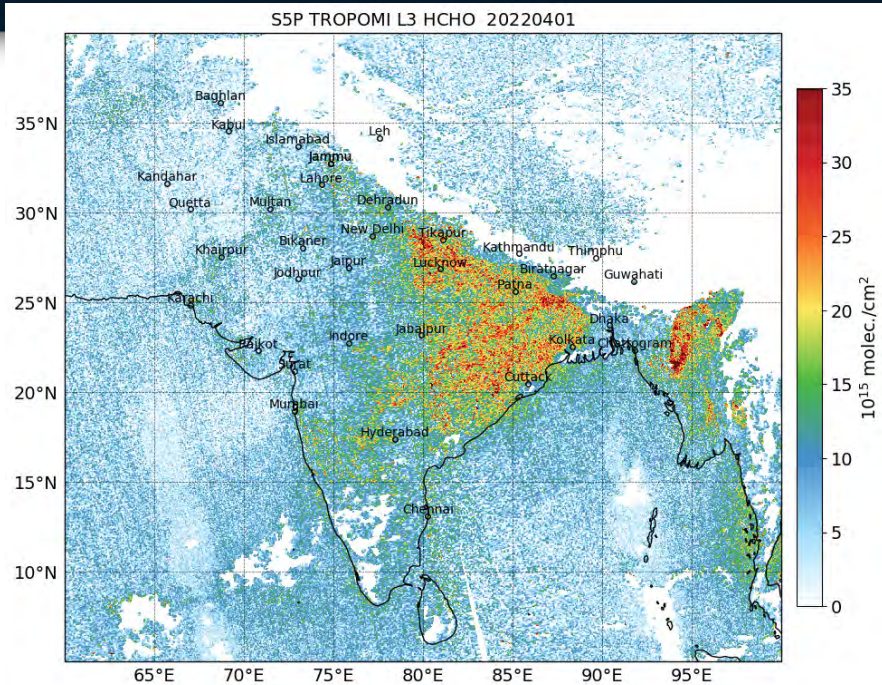 S5P TROPOMI L3 HCHO 20220401
35
Baghlan
35°N
Kabul
Leh
Islamabad
30
Jammu
Kandahar
Lahore
Quetta
Multan
Dehradun
30°N
New Delhi
Tikapur
25
Khairpur
Bikaner
Kathmandu
Thimphu
Jaipur
Lucknow
Jodhpur
Biratnagar
Guwahati
Patna
25°N
Karachi
20
Dhaka
Rajkot
Indore
Jabalpur
Kolkata
Chattogram
Surat
15
20°N
Cuttack
Mumbai
Hyderabad
10
15°N
Chennai
5
10°N
0
10¹⁵ molec./cm²
65°E 70°E 75°E 80°E 85°E 90°E 95°E